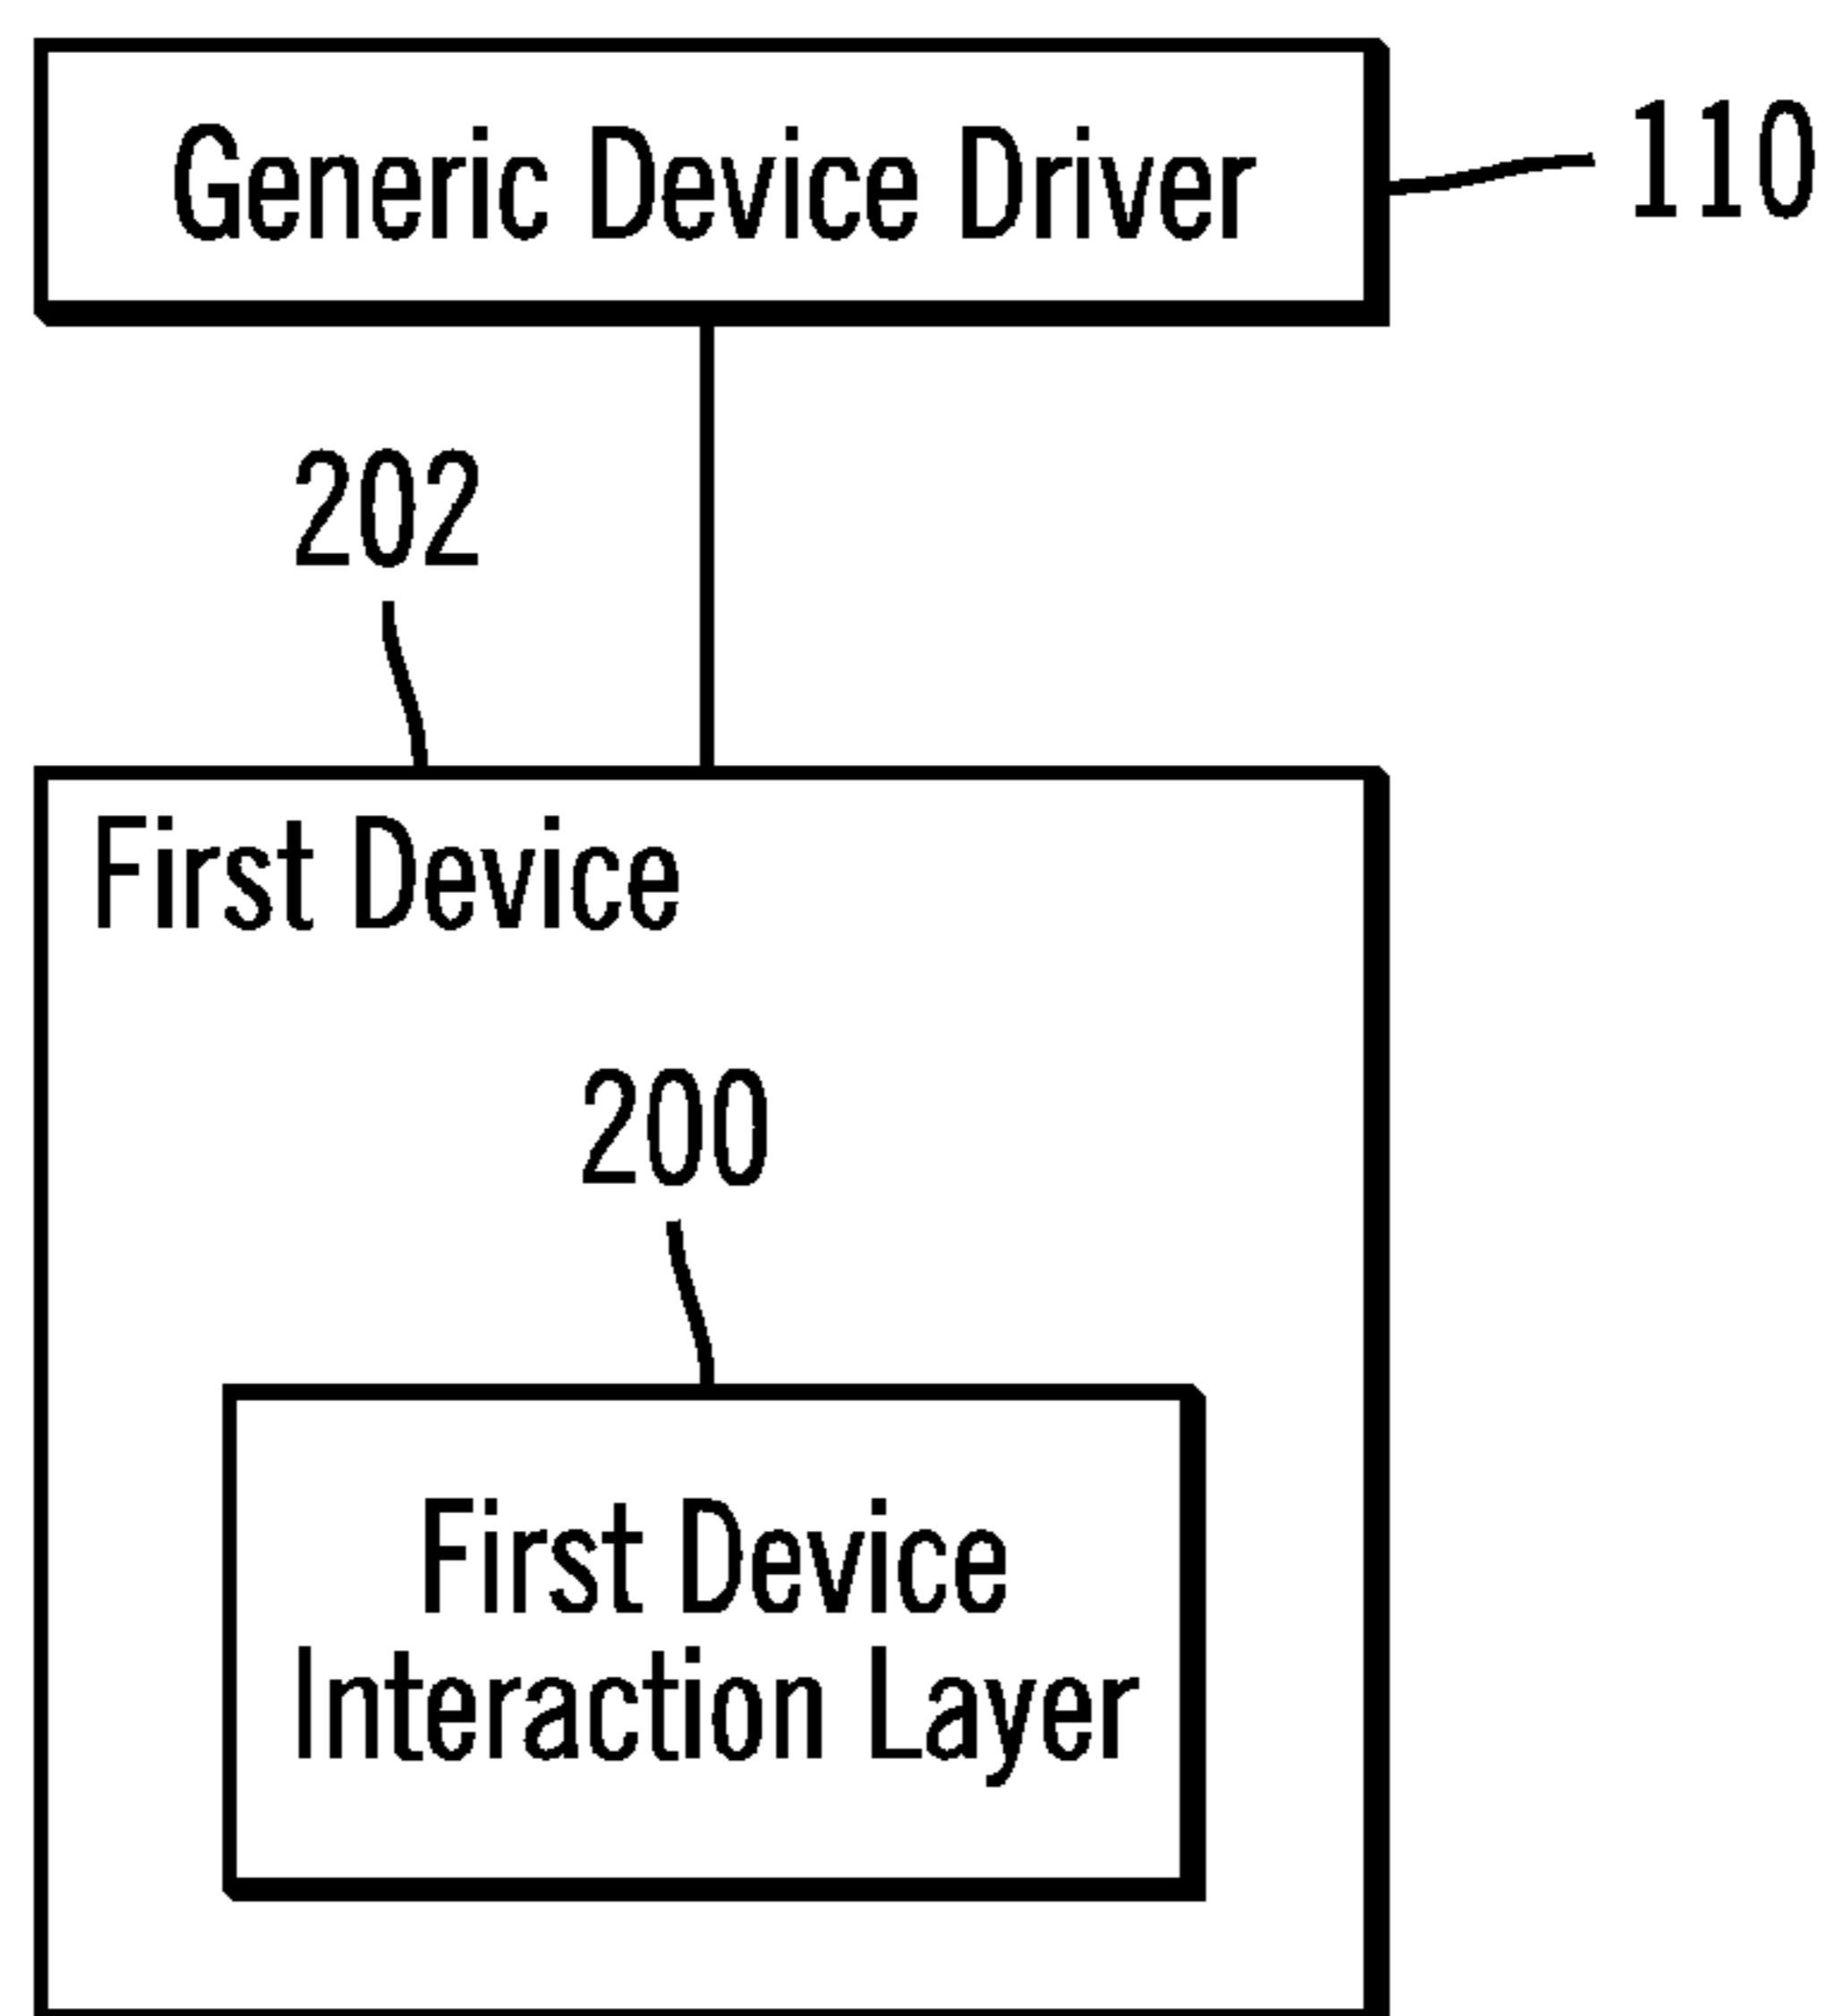 Generic Device Driver
110
202
First Device
200
First Device
Interaction Layer